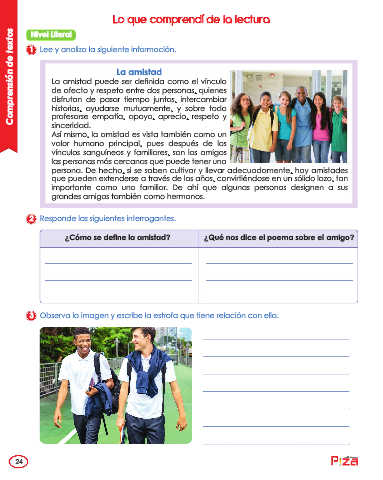 Lo que comprendí de la lectura
Comprensión de textos
Nivel Literal
1 Lee y analiza la siguiente información.
La amistad
La amistad puede ser definida como el vínculo
de afecto y respeto entre dos personas, quienes
disfrutan de pasar tiempo juntas, intercambiar
historias, ayudarse mutuamente, y sobre todo
profesarse empatía, apoyo, aprecio, respeto y
sinceridad.
Así mismo, la amistad es vista también como un
valor humano principal, pues después de los
vínculos sanguíneos y familiares, son los amigos
las personas más cercanas que puede tener una
persona. De hecho, si se saben cultivar y llevar adecuadamente, hay amistades
que pueden extenderse a través de los años, convirtiéndose en un sólido lazo, tan
importante como uno familiar. De ahí que algunas personas designen a sus
grandes amigos también como hermanos.
2 Responde las siguientes interrogantes.
¿Cómo se define la amistad?
¿Qué nos dice el poema sobre el amigo?
3 Observa la imagen y escribe la estrofa que tiene relación con ella.
24
Piza